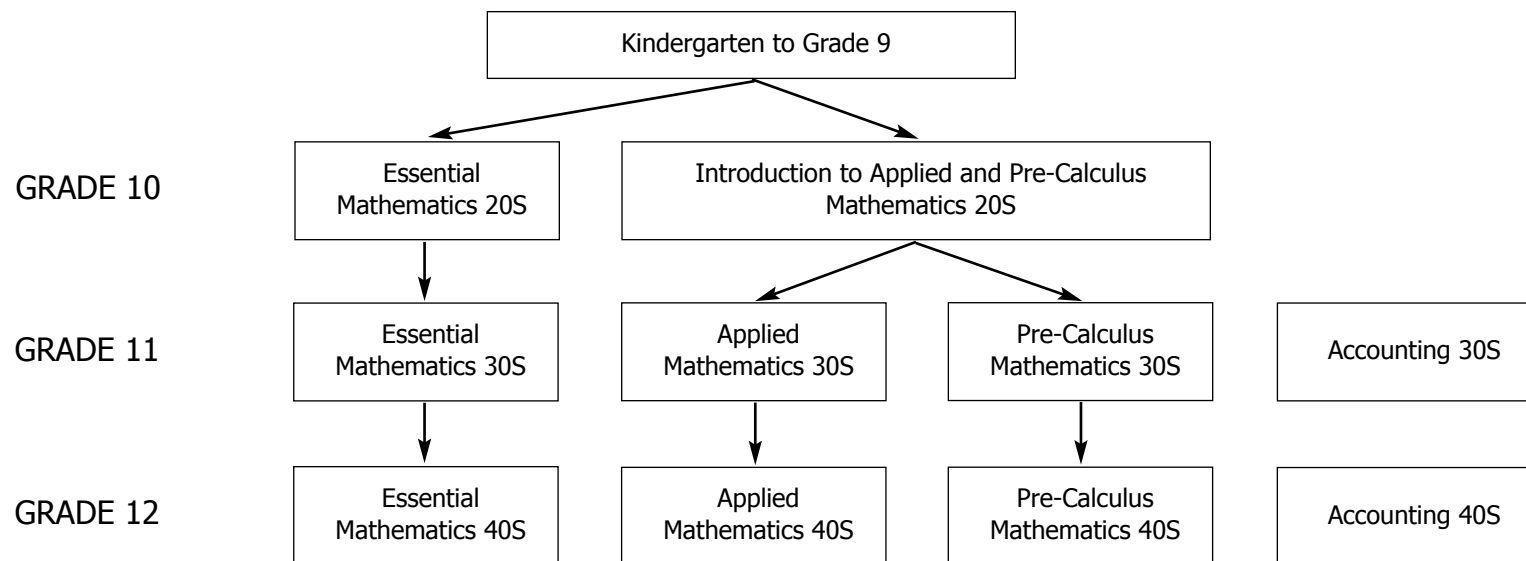 Kindergarten to Grade 9
GRADE 10
Essential
Mathematics 20S
Introduction to Applied and Pre-Calculus
Mathematics 20S
GRADE 11
Essential
Mathematics 30S
Applied
Mathematics 30S
Pre-Calculus
Mathematics 30S
Accounting 30S
GRADE 12
Essential
Mathematics 40S
Applied
Mathematics 40S
Pre-Calculus
Mathematics 40S
Accounting 40S